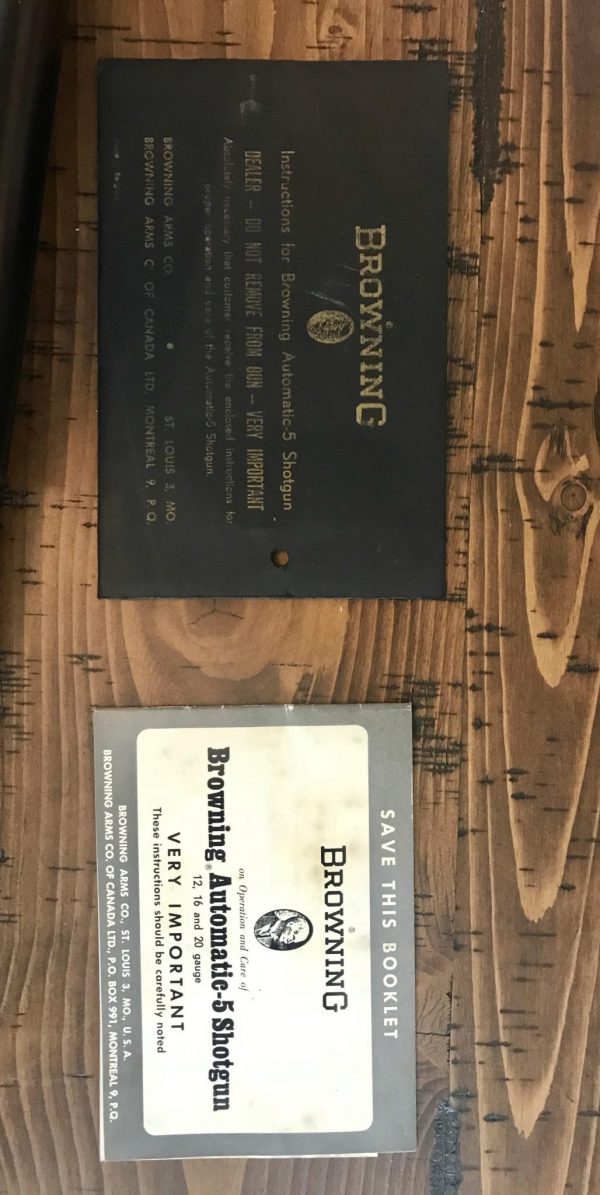 BROWNING
Instructions for Browning Automatic-5 Shotgun
DEALER — DO NOT REMOVE FROM GUN — VERY IMPORTANT
Absolutely necessary that customer receive the enclosed instructions for
proper operation and care of the Automatic-5 Shotgun.
BROWNING ARMS CO. • ST. LOUIS 3, MO.
BROWNING ARMS C OF CANADA LTD. MONTREAL 9, P.Q.
SAVE THIS BOOKLET
BROWNING®
on Operation and Care of
Browning® Automatic-5 Shotgun
12, 16 and 20 gauge
VERY IMPORTANT
These instructions should be carefully noted
BROWNING ARMS CO., ST. LOUIS 3, MO., U. S. A.
BROWNING ARMS CO. OF CANADA LTD., P.O. BOX 991, MONTREAL 9, P.Q.